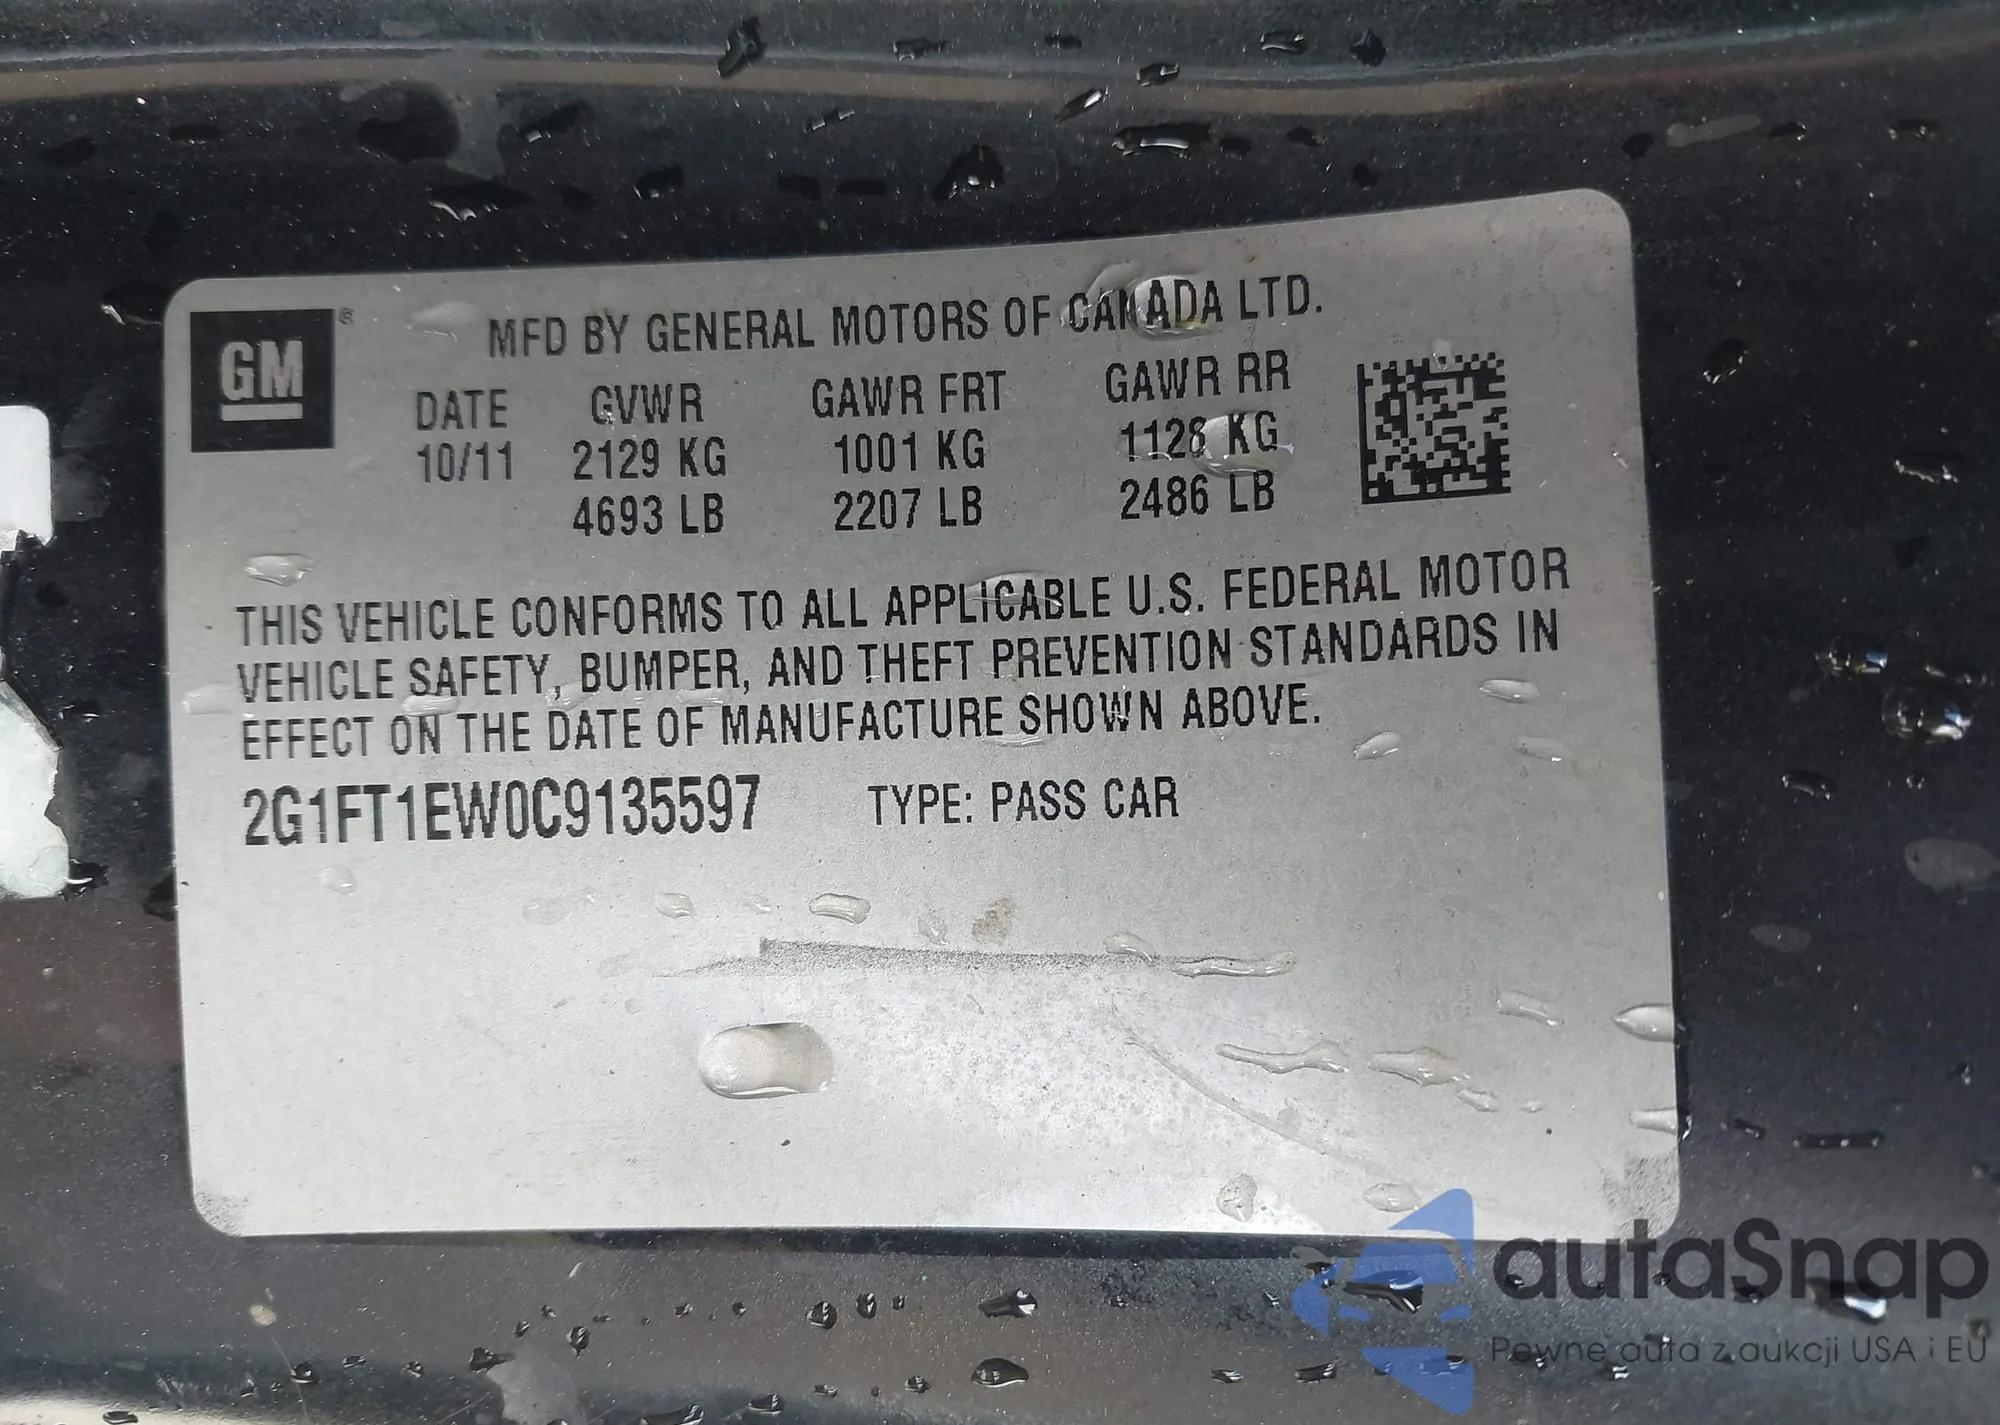 GM ®
MFD BY GENERAL MOTORS OF CANADA LTD.
DATE GVWR GAWR FRT GAWR RR
10/11 2129 KG 1001 KG 1128 KG
4693 LB 2207 LB 2486 LB
THIS VEHICLE CONFORMS TO ALL APPLICABLE U.S. FEDERAL MOTOR
VEHICLE SAFETY, BUMPER, AND THEFT PREVENTION STANDARDS IN
EFFECT ON THE DATE OF MANUFACTURE SHOWN ABOVE.
2G1FT1EW0C9135597 TYPE: PASS CAR
autaSnap
Pewne auta z aukcji USA i EU